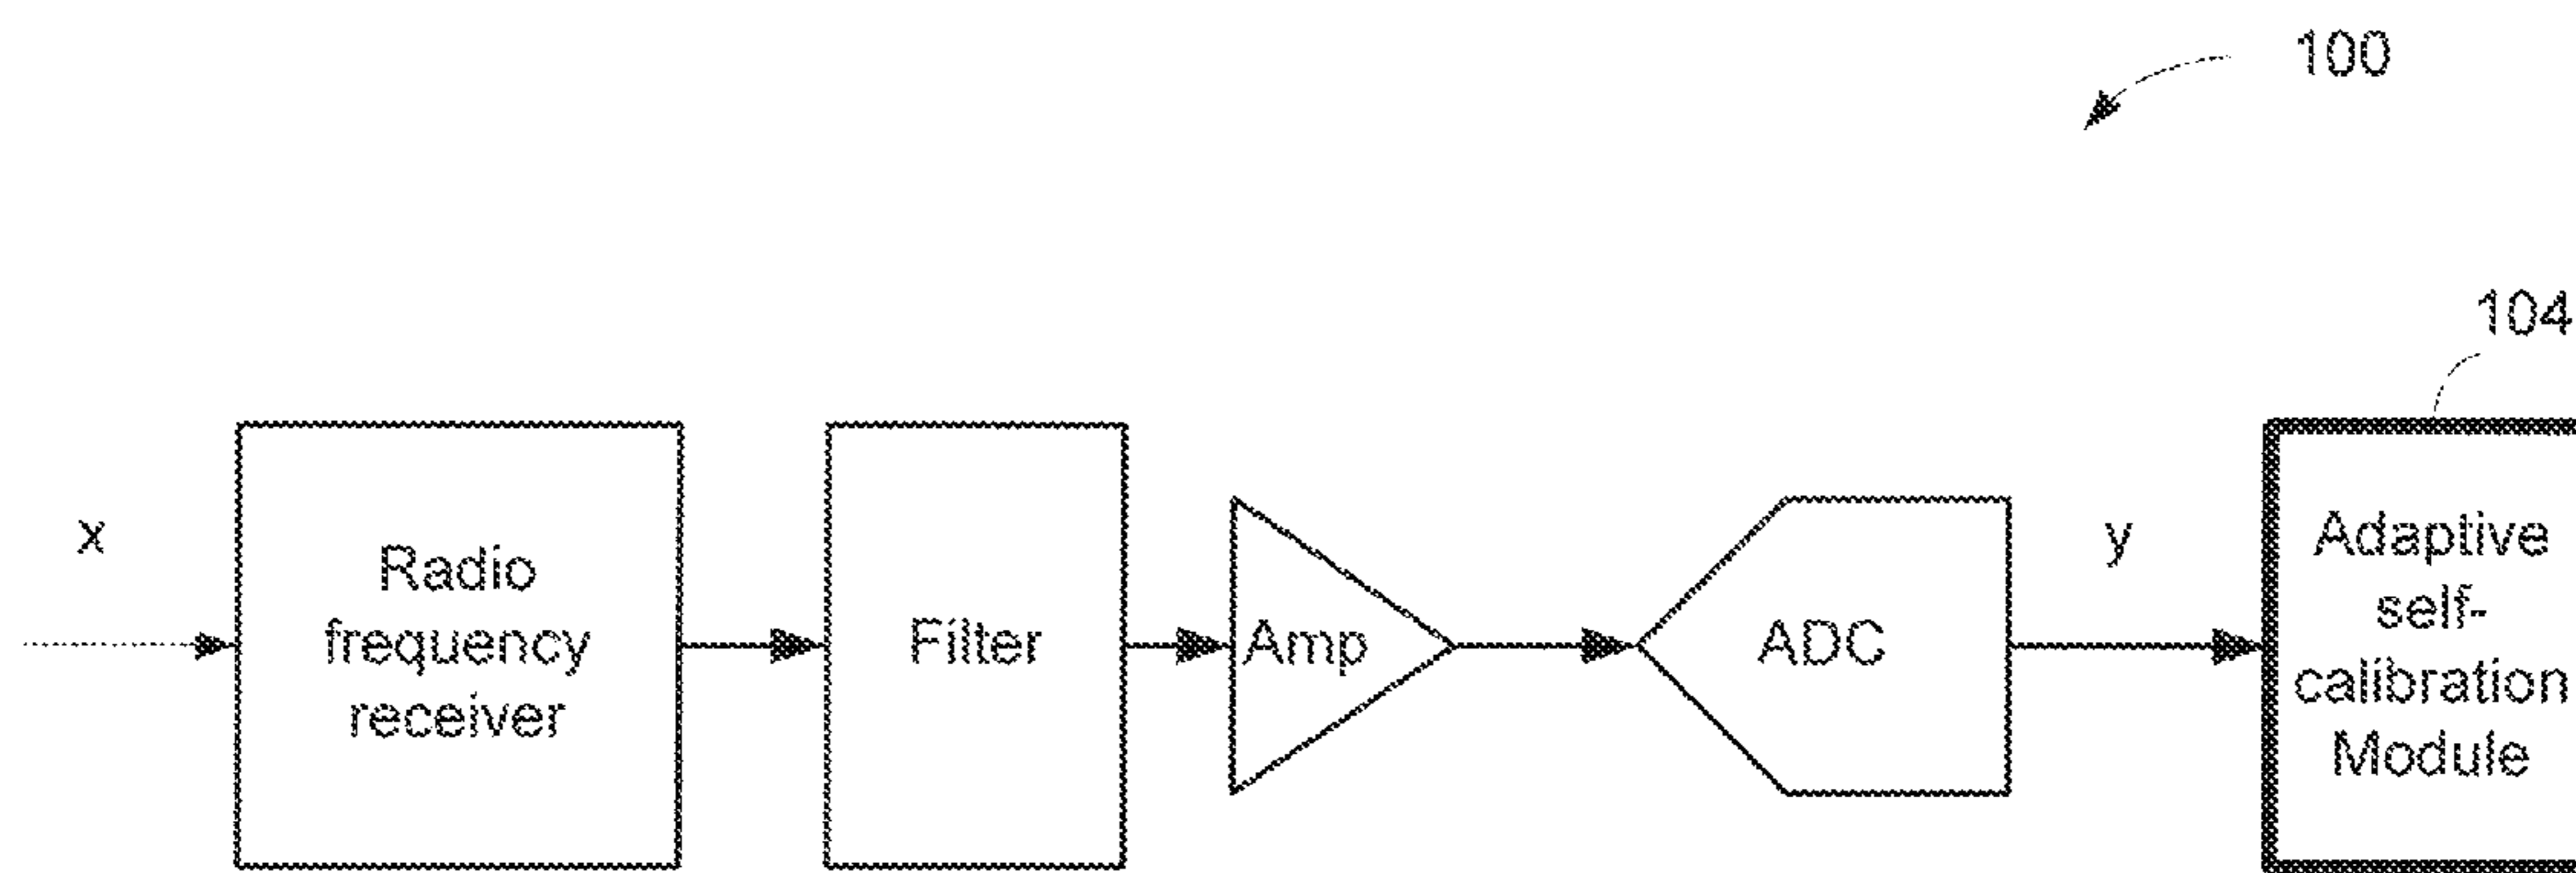 100
104
x
Radio
frequency
receiver
Filter
Amp
ADC
y
Adaptive
self-
calibration
Module